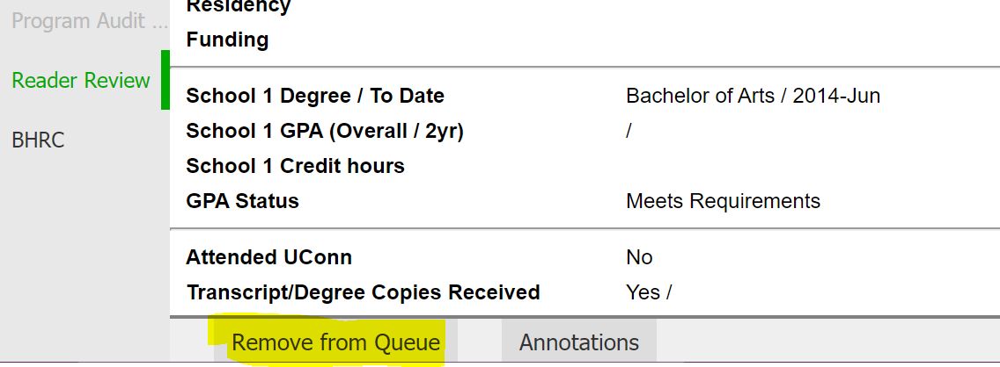 Program Audit ...
Reader Review
BHRC
Residency
Funding
School 1 Degree / To Date Bachelor of Arts / 2014-Jun
School 1 GPA (Overall / 2yr) /
School 1 Credit hours
GPA Status Meets Requirements
Attended UConn No
Transcript/Degree Copies Received Yes /
Remove from Queue Annotations